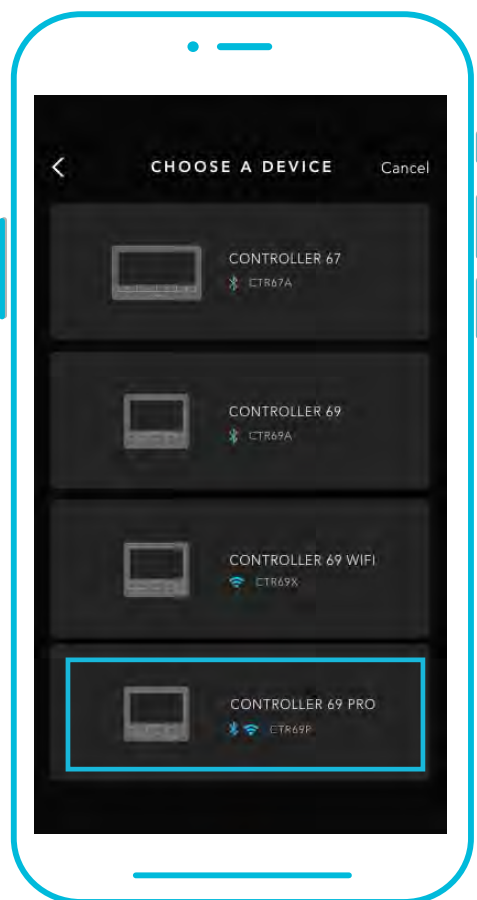 CHOOSE A DEVICE Cancel
CONTROLLER 67
CTR67A
CONTROLLER 69
CTR69A
CONTROLLER 69 WIFI
CTR69X
CONTROLLER 69 PRO
CTR69P